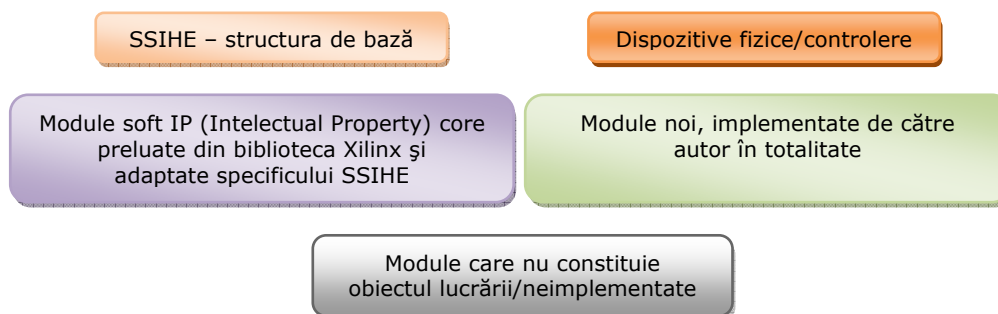 SSIHE – structura de bază
Dispozitive fizice/controlere
Module soft IP (Intelectual Property) core
preluate din biblioteca Xilinx şi
adaptate specificului SSIHE
Module noi, implementate de către
autor în totalitate
Module care nu constituie
obiectul lucrării/neimplementate